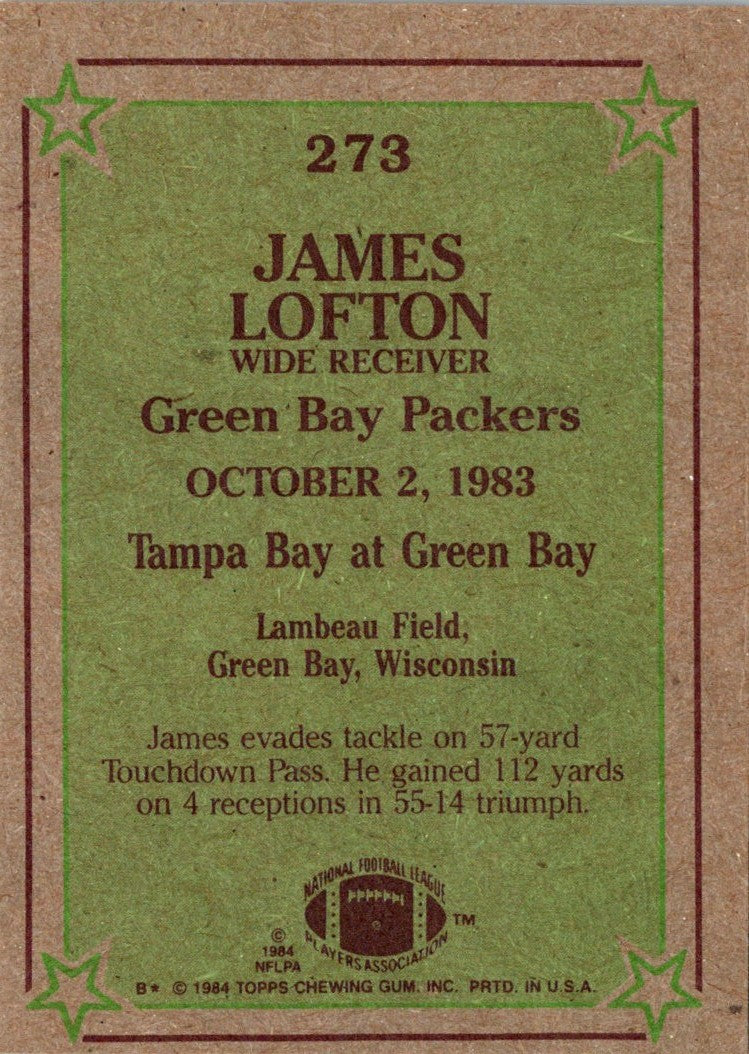 273
JAMES
LOFTON
WIDE RECEIVER
Green Bay Packers
OCTOBER 2, 1983
Tampa Bay at Green Bay
Lambeau Field,
Green Bay, Wisconsin
James evades tackle on 57-yard
Touchdown Pass. He gained 112 yards
on 4 receptions in 55-14 triumph.
NATIONAL FOOTBALL LEAGUE
PLAYERS ASSOCIATION
TM
©
1984
NFLPA
B* © 1984 TOPPS CHEWING GUM, INC. PRTD. IN U.S.A.